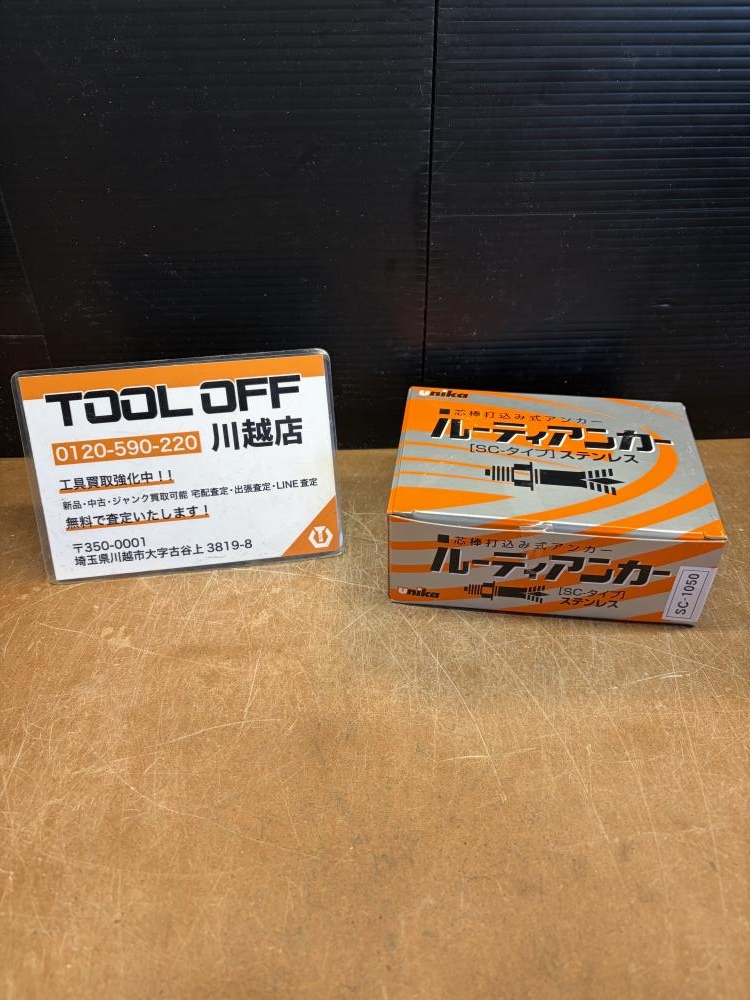 TOOL OFF
0120-590-220 川越店
工具買取強化中！！
新品・中古・ジャンク買取可能 宅配査定・出張査定・LINE査定
無料で査定いたします！
〒350-0001
埼玉県川越市大字古谷上 3819-8
unika
芯棒打込み式アンカー
ルーティアンカー
[SC-タイプ] ステンレス
芯棒打込み式アンカー
ルーティアンカー
[SC-タイプ]
ステンレス
unika
SC-1050